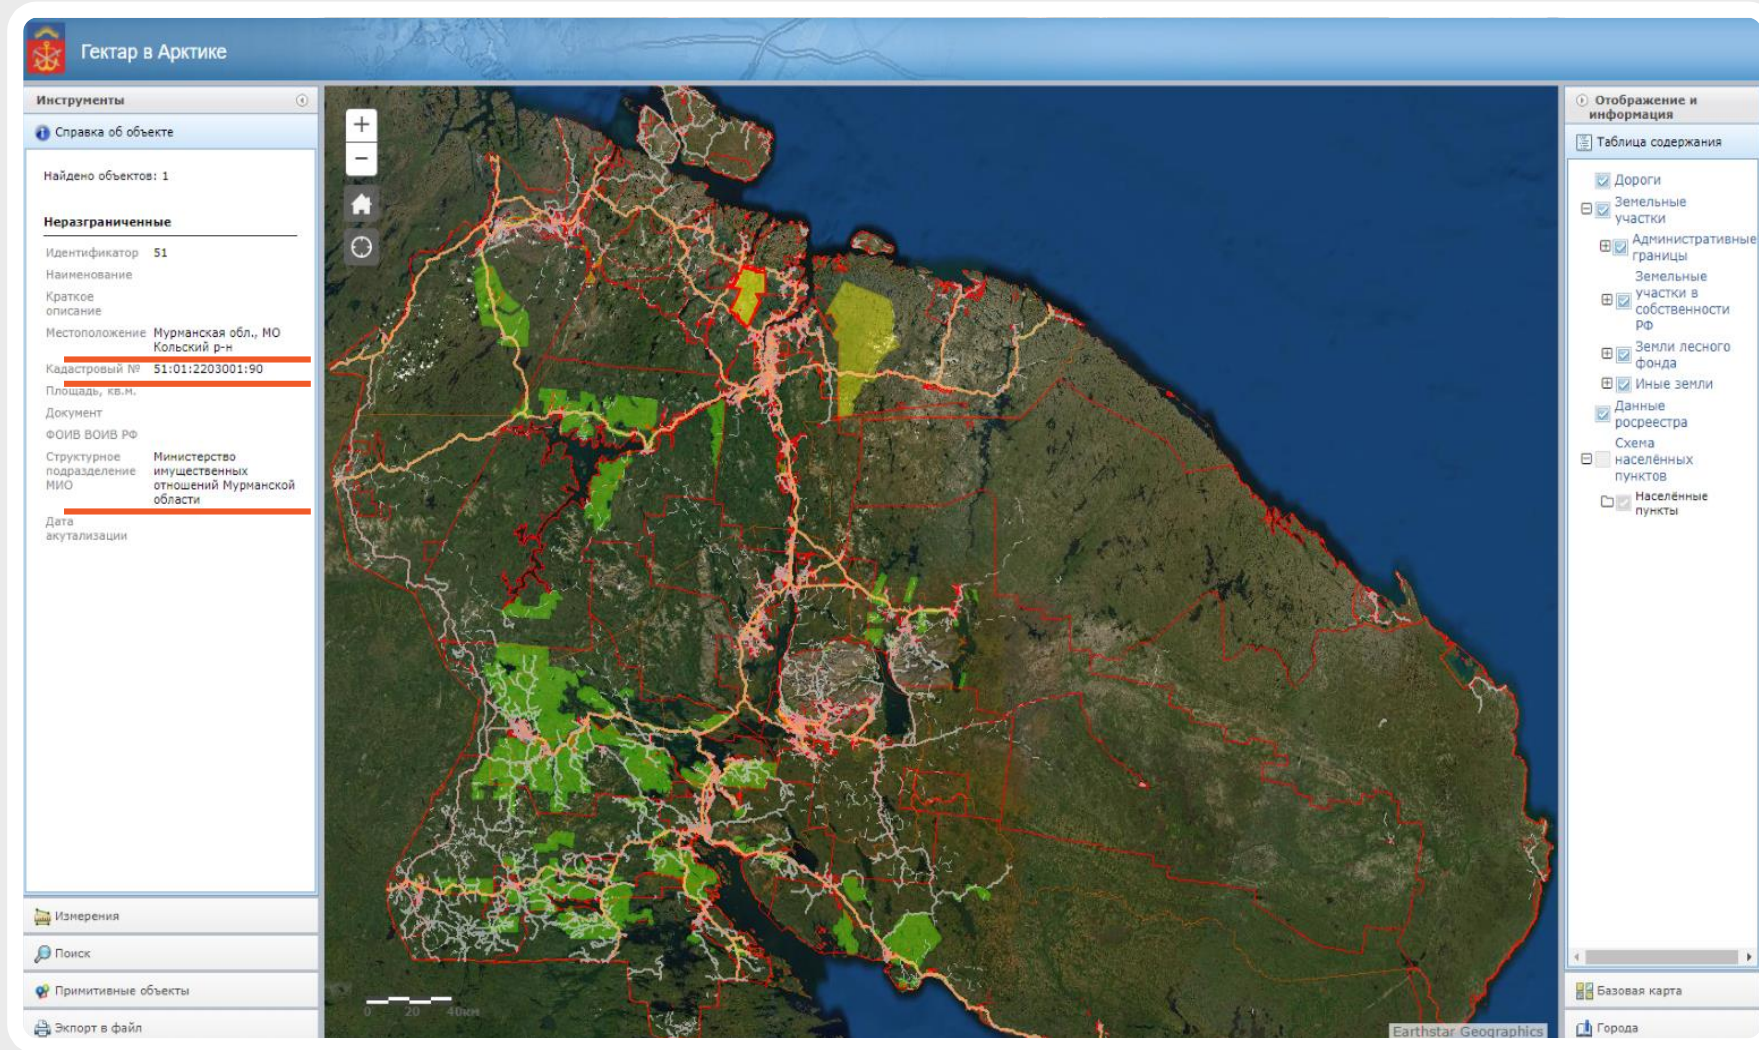 Гектар в Арктике
Инструменты
Справка об объекте
Найдено объектов: 1
Неразграниченные
Идентификатор 51
Наименование
Краткое
описание
Местоположение Мурманская обл., МО
Кольский р-н
Кадастровый № 51:01:2203001:90
Площадь, кв.м.
Документ
ФОИВ ВОИВ РФ
Структурное
подразделение
МИО
Министерство
имущественных
отношений Мурманской
области
Дата
акутализации
Измерения
Поиск
Примитивные объекты
Экспорт в файл
+
−
0 20 40км
Earthstar Geographics
Отображение и
информация
Таблица содержания
Дороги
Земельные
участки
Административные
границы
Земельные
участки в
собственности
РФ
Земли лесного
фонда
Иные земли
Данные
росреестра
Схема
населённых
пунктов
Населённые
пункты
Базовая карта
Города